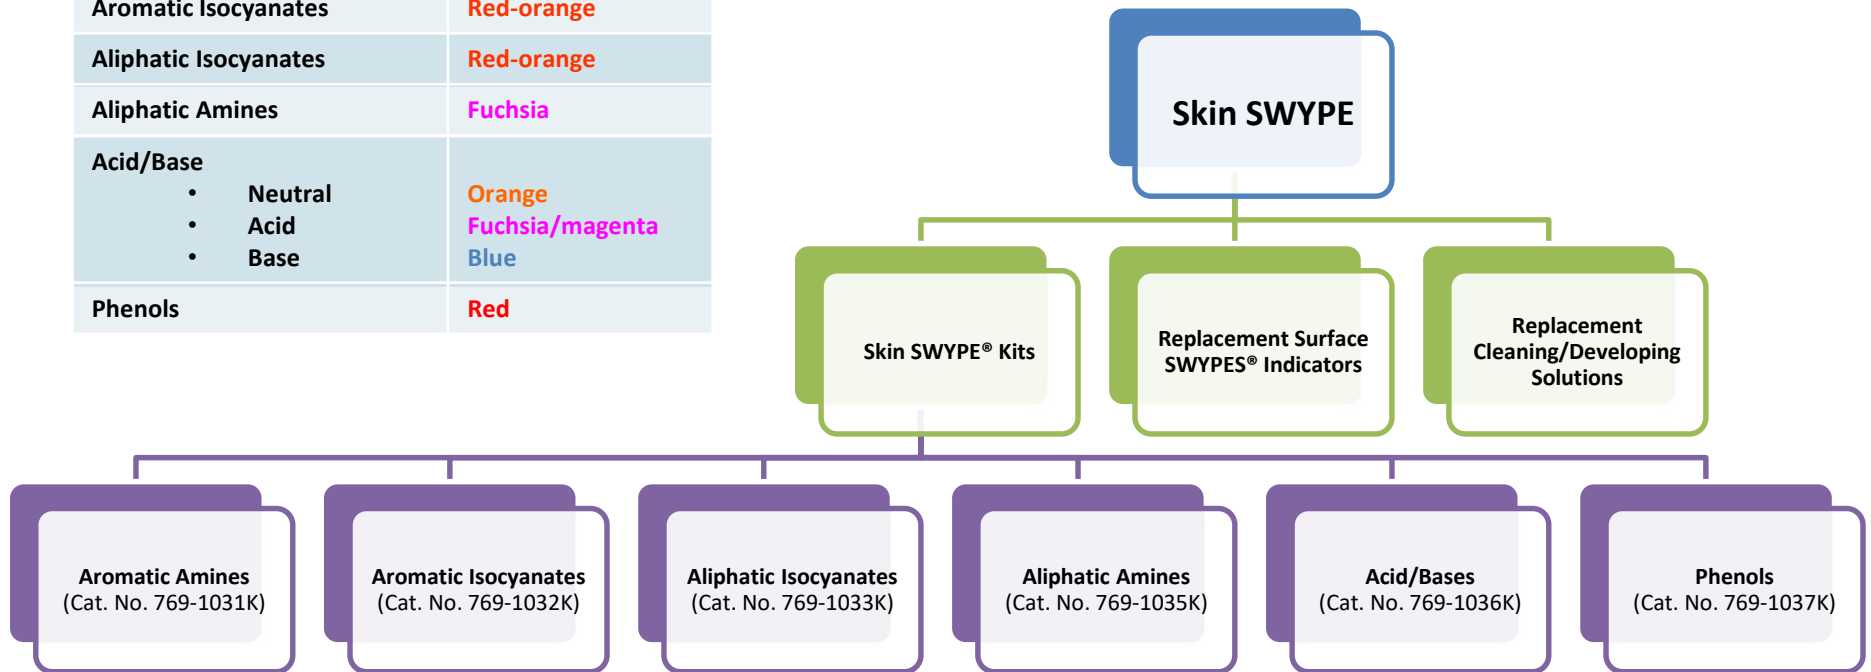 Aromatic Isocyanates Red-orange
Aliphatic Isocyanates Red-orange
Aliphatic Amines Fuchsia
Acid/Base
• Neutral Orange
• Acid Fuchsia/magenta
• Base Blue
Phenols Red
Skin SWYPE
Skin SWYPE® Kits
Replacement Surface
SWYPES® Indicators
Replacement
Cleaning/Developing
Solutions
Aromatic Amines
(Cat. No. 769-1031K)
Aromatic Isocyanates
(Cat. No. 769-1032K)
Aliphatic Isocyanates
(Cat. No. 769-1033K)
Aliphatic Amines
(Cat. No. 769-1035K)
Acid/Bases
(Cat. No. 769-1036K)
Phenols
(Cat. No. 769-1037K)